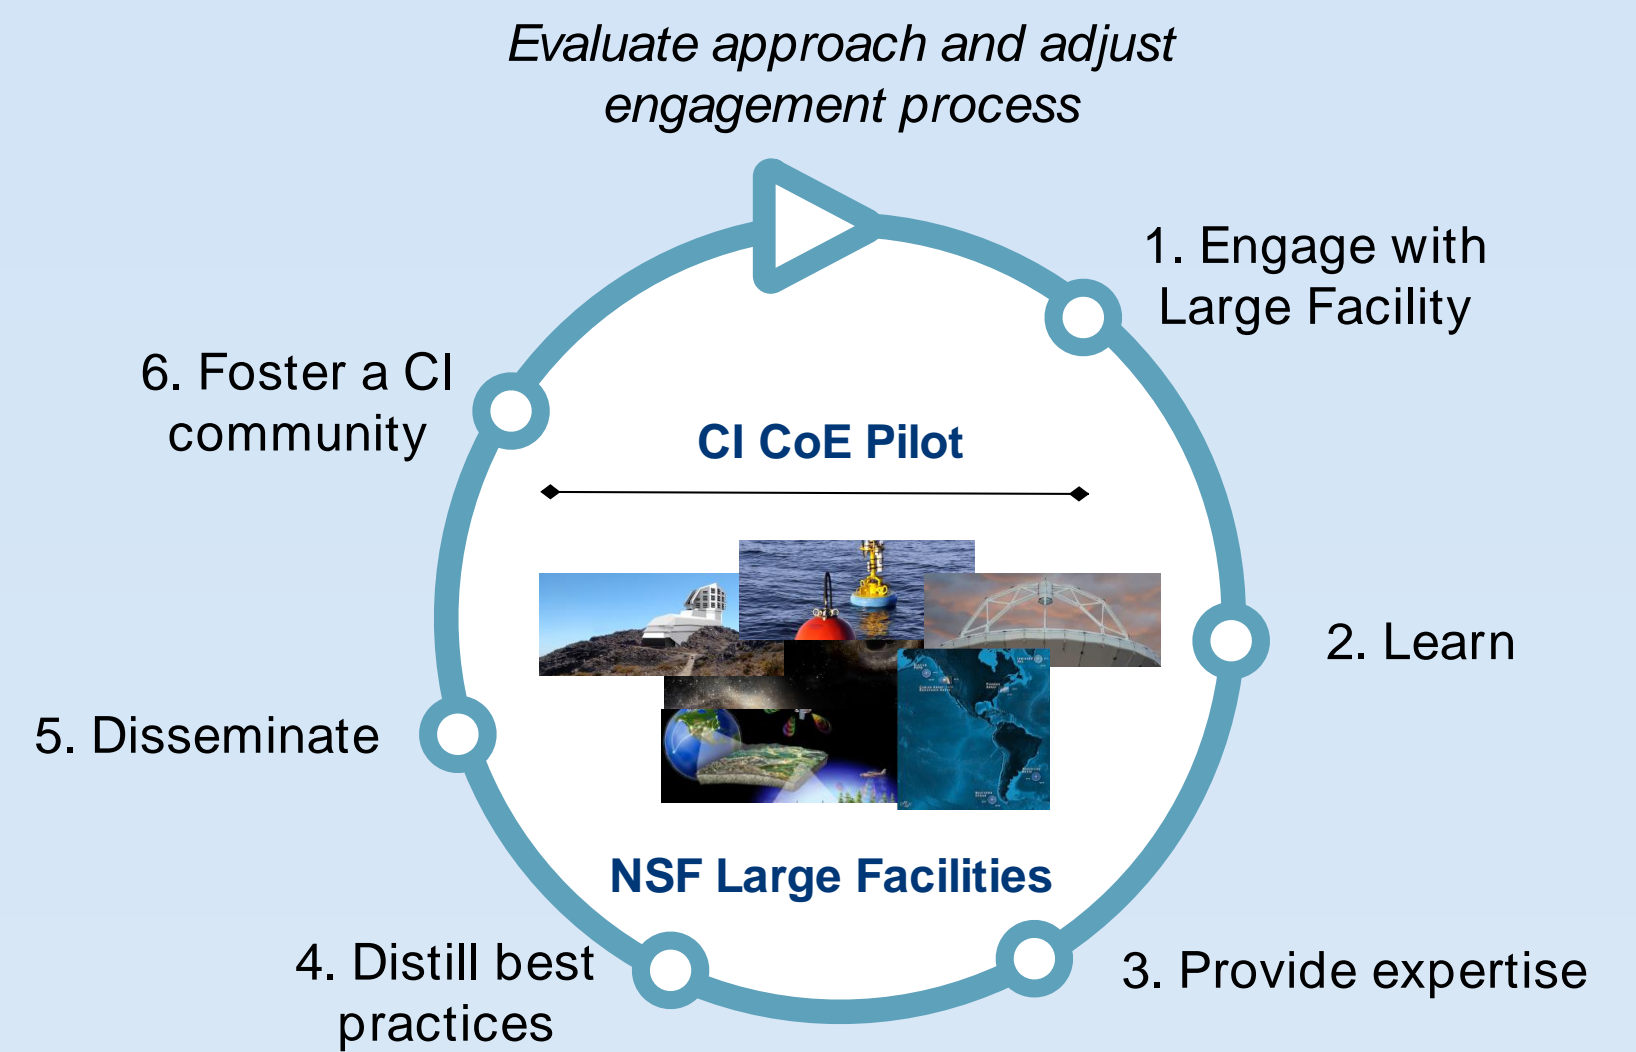 Evaluate approach and adjust
engagement process
1. Engage with
Large Facility
6. Foster a CI
community
CI CoE Pilot
2. Learn
5. Disseminate
NSF Large Facilities
4. Distill best
practices
3. Provide expertise